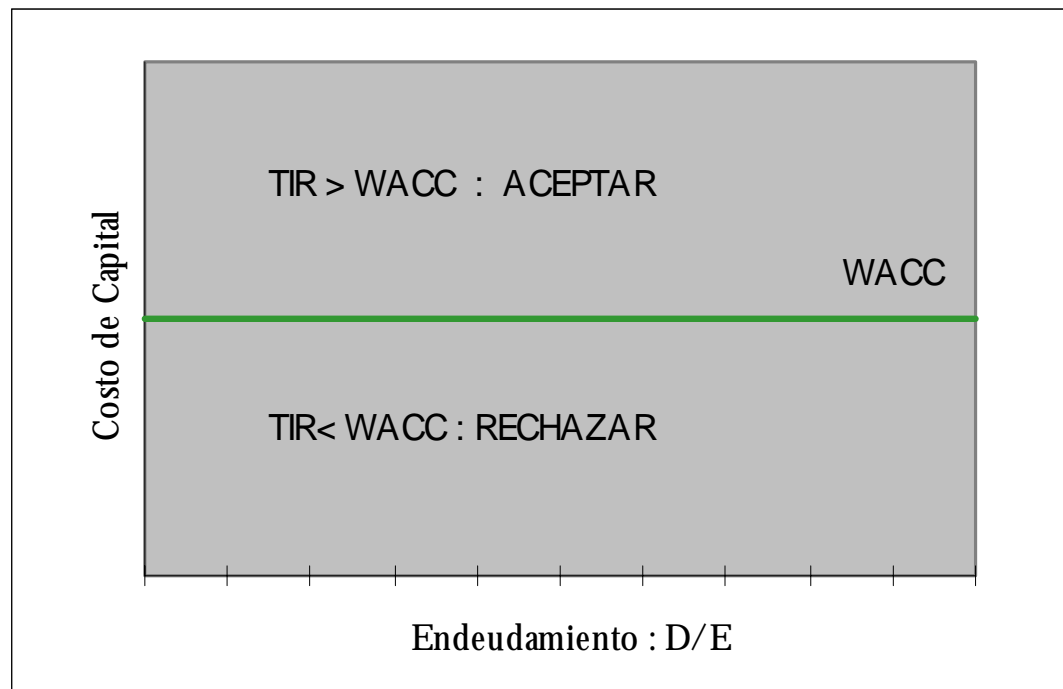 TIR > WACC : ACEPTAR
WACC
Costo de Capital
TIR< WACC : RECHAZAR
Endeudamiento : D/E